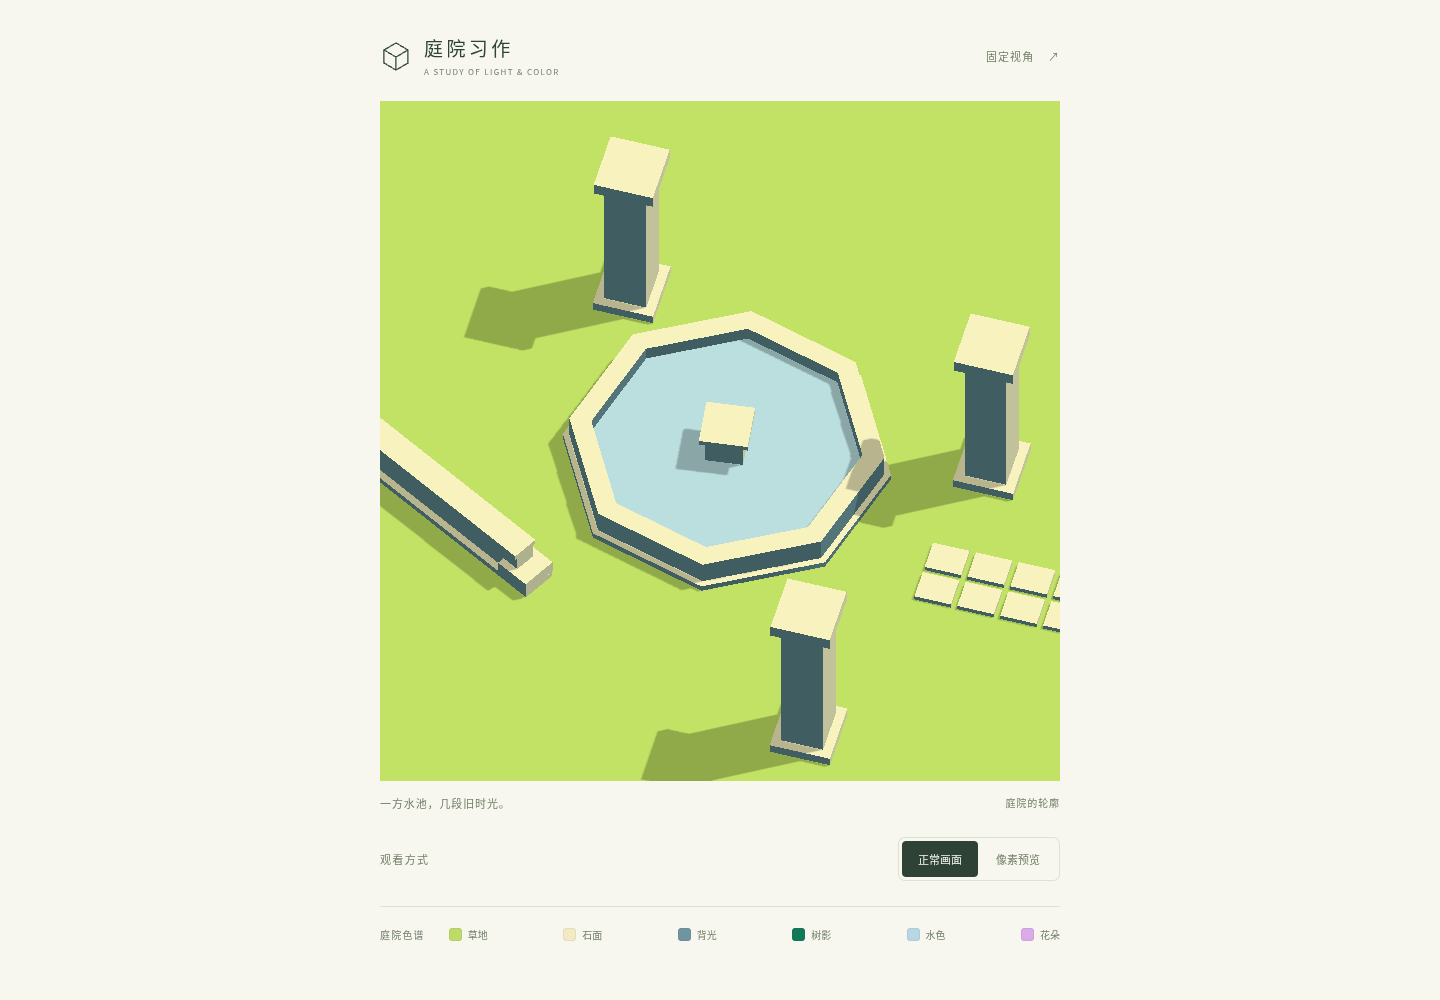 庭院习作
A STUDY OF LIGHT & COLOR
固定视角 ↗
一方水池，几段旧时光。
庭院的轮廓
观看方式
正常画面
像素预览
庭院色谱
草地
石面
背光
树影
水色
花朵